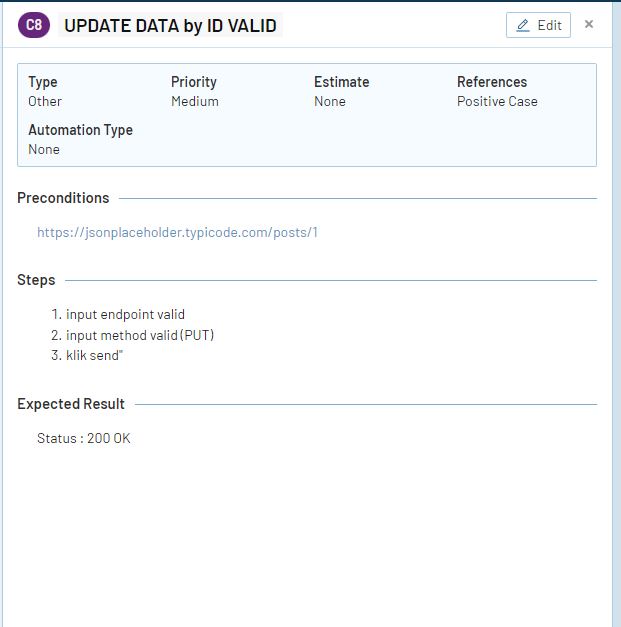 C8 UPDATE DATA by ID VALID Edit ×
Type Priority Estimate References
Other Medium None Positive Case
Automation Type
None
Preconditions
https://jsonplaceholder.typicode.com/posts/1
Steps
1. input endpoint valid
2. input method valid (PUT)
3. klik send"
Expected Result
Status : 200 OK